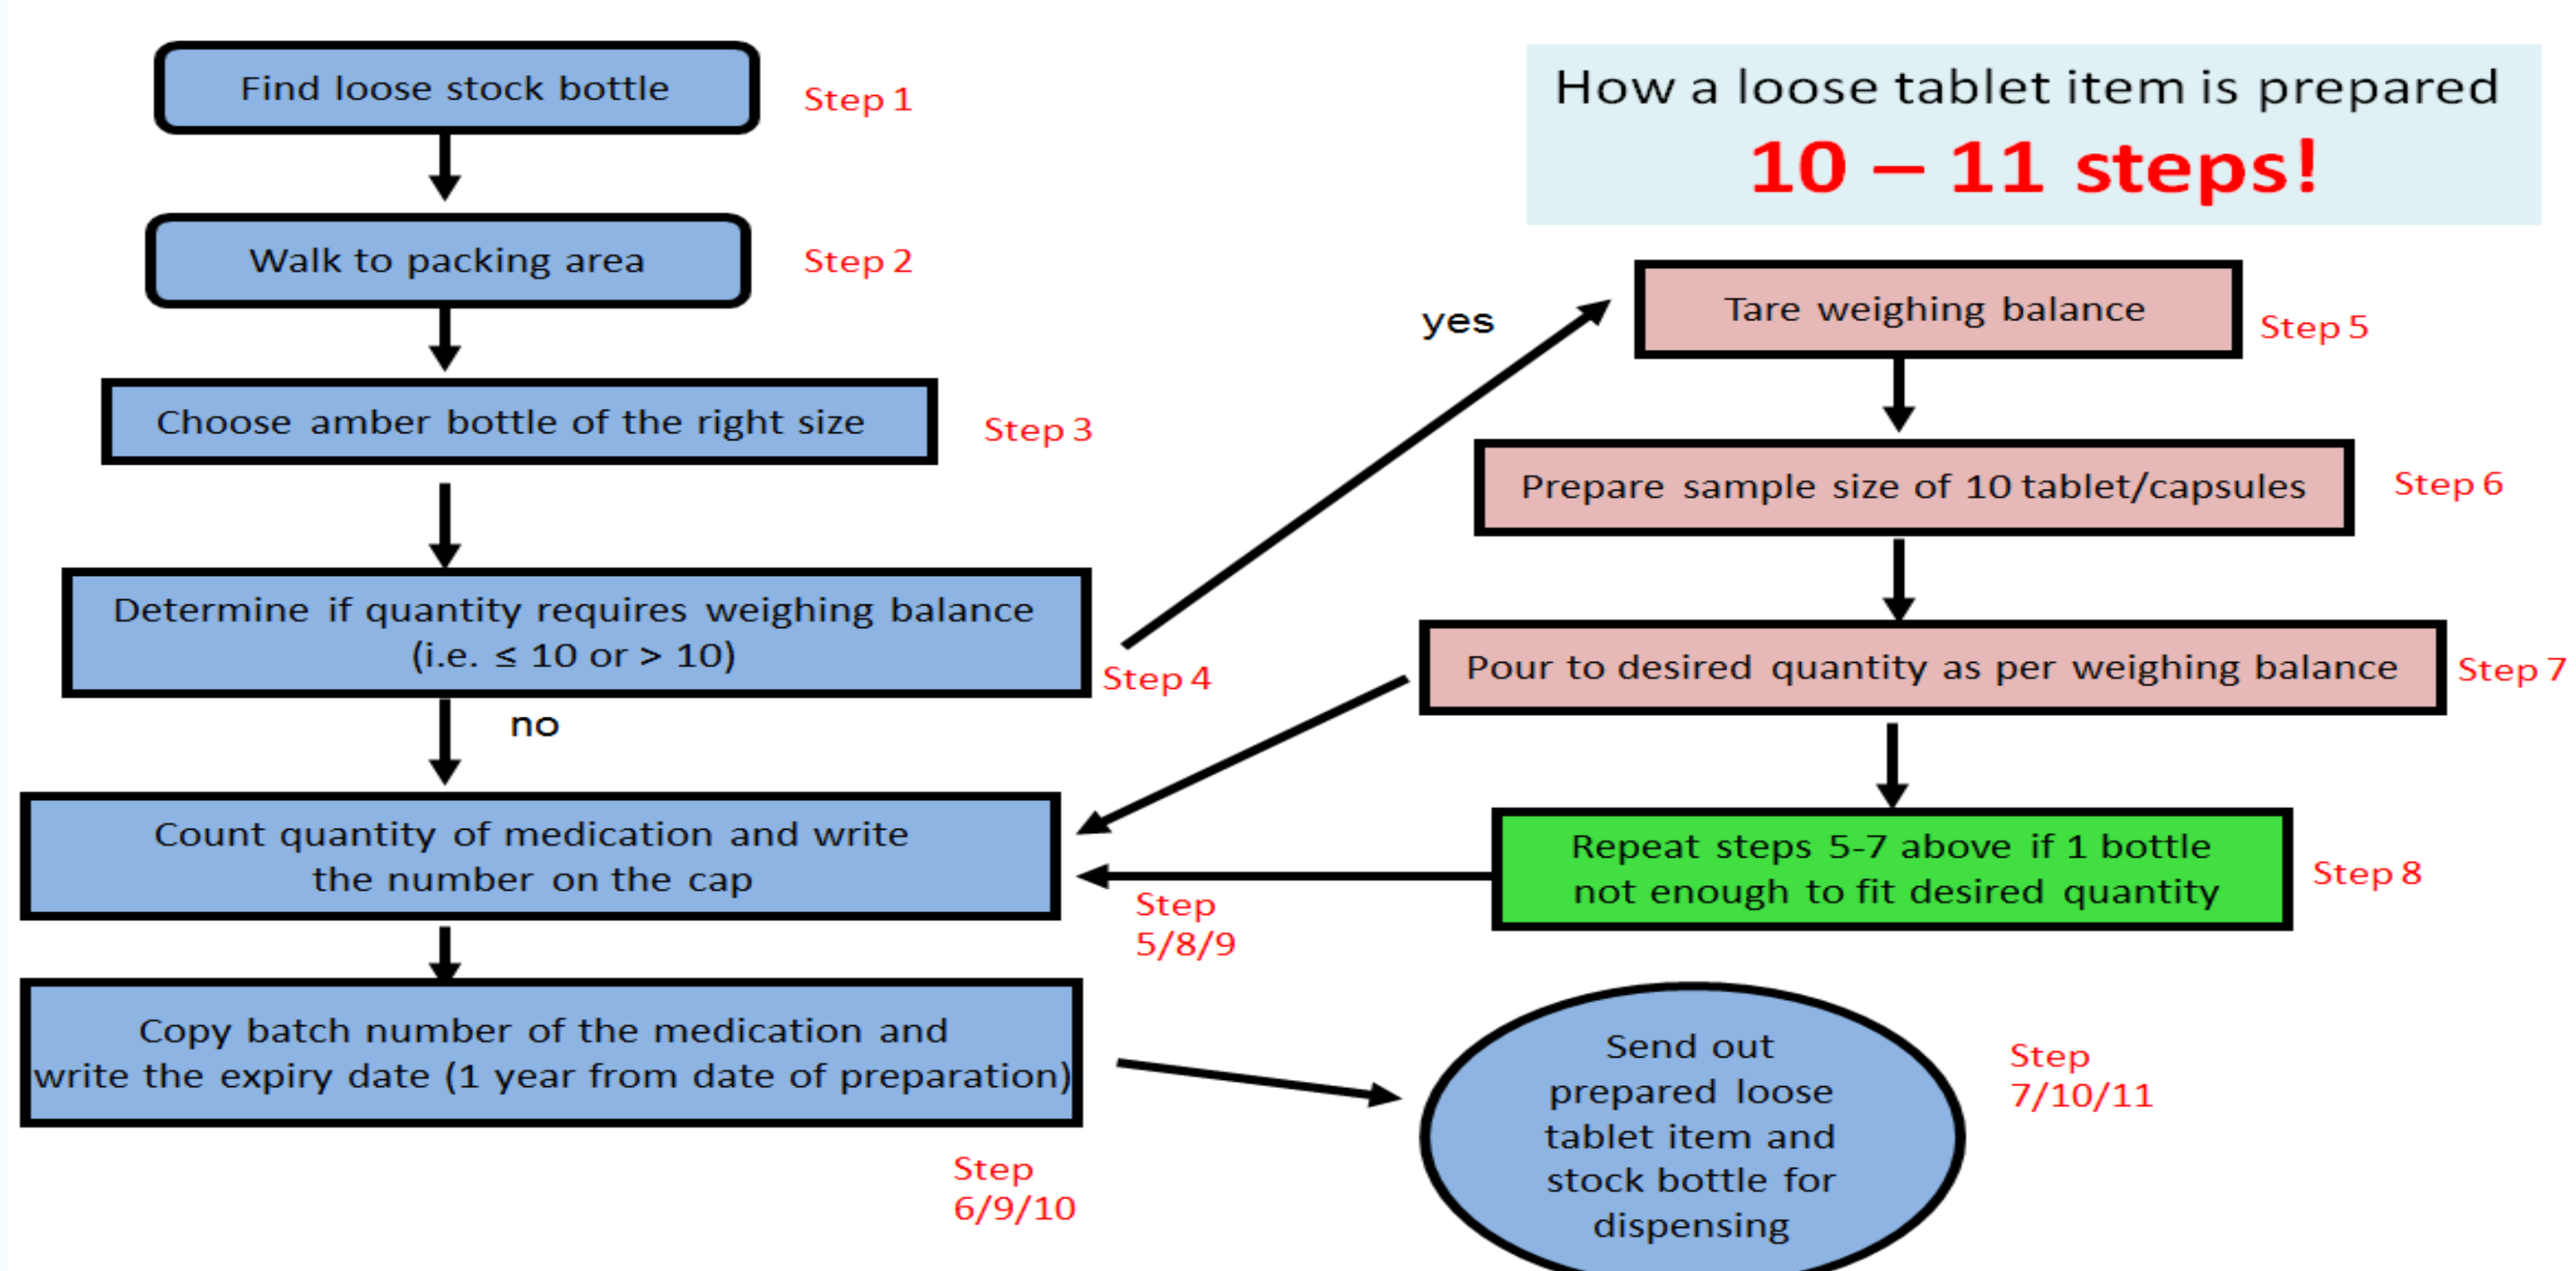 How a loose tablet item is prepared
10 – 11 steps!
Find loose stock bottle
Step 1
Walk to packing area
Step 2
Choose amber bottle of the right size
Step 3
Determine if quantity requires weighing balance
(i.e. ≤ 10 or > 10)
Step 4
yes
no
Tare weighing balance
Step 5
Prepare sample size of 10 tablet/capsules
Step 6
Pour to desired quantity as per weighing balance
Step 7
Repeat steps 5-7 above if 1 bottle
not enough to fit desired quantity
Step 8
Count quantity of medication and write
the number on the cap
Step
5/8/9
Copy batch number of the medication and
write the expiry date (1 year from date of preparation)
Step
6/9/10
Send out
prepared loose
tablet item and
stock bottle for
dispensing
Step
7/10/11